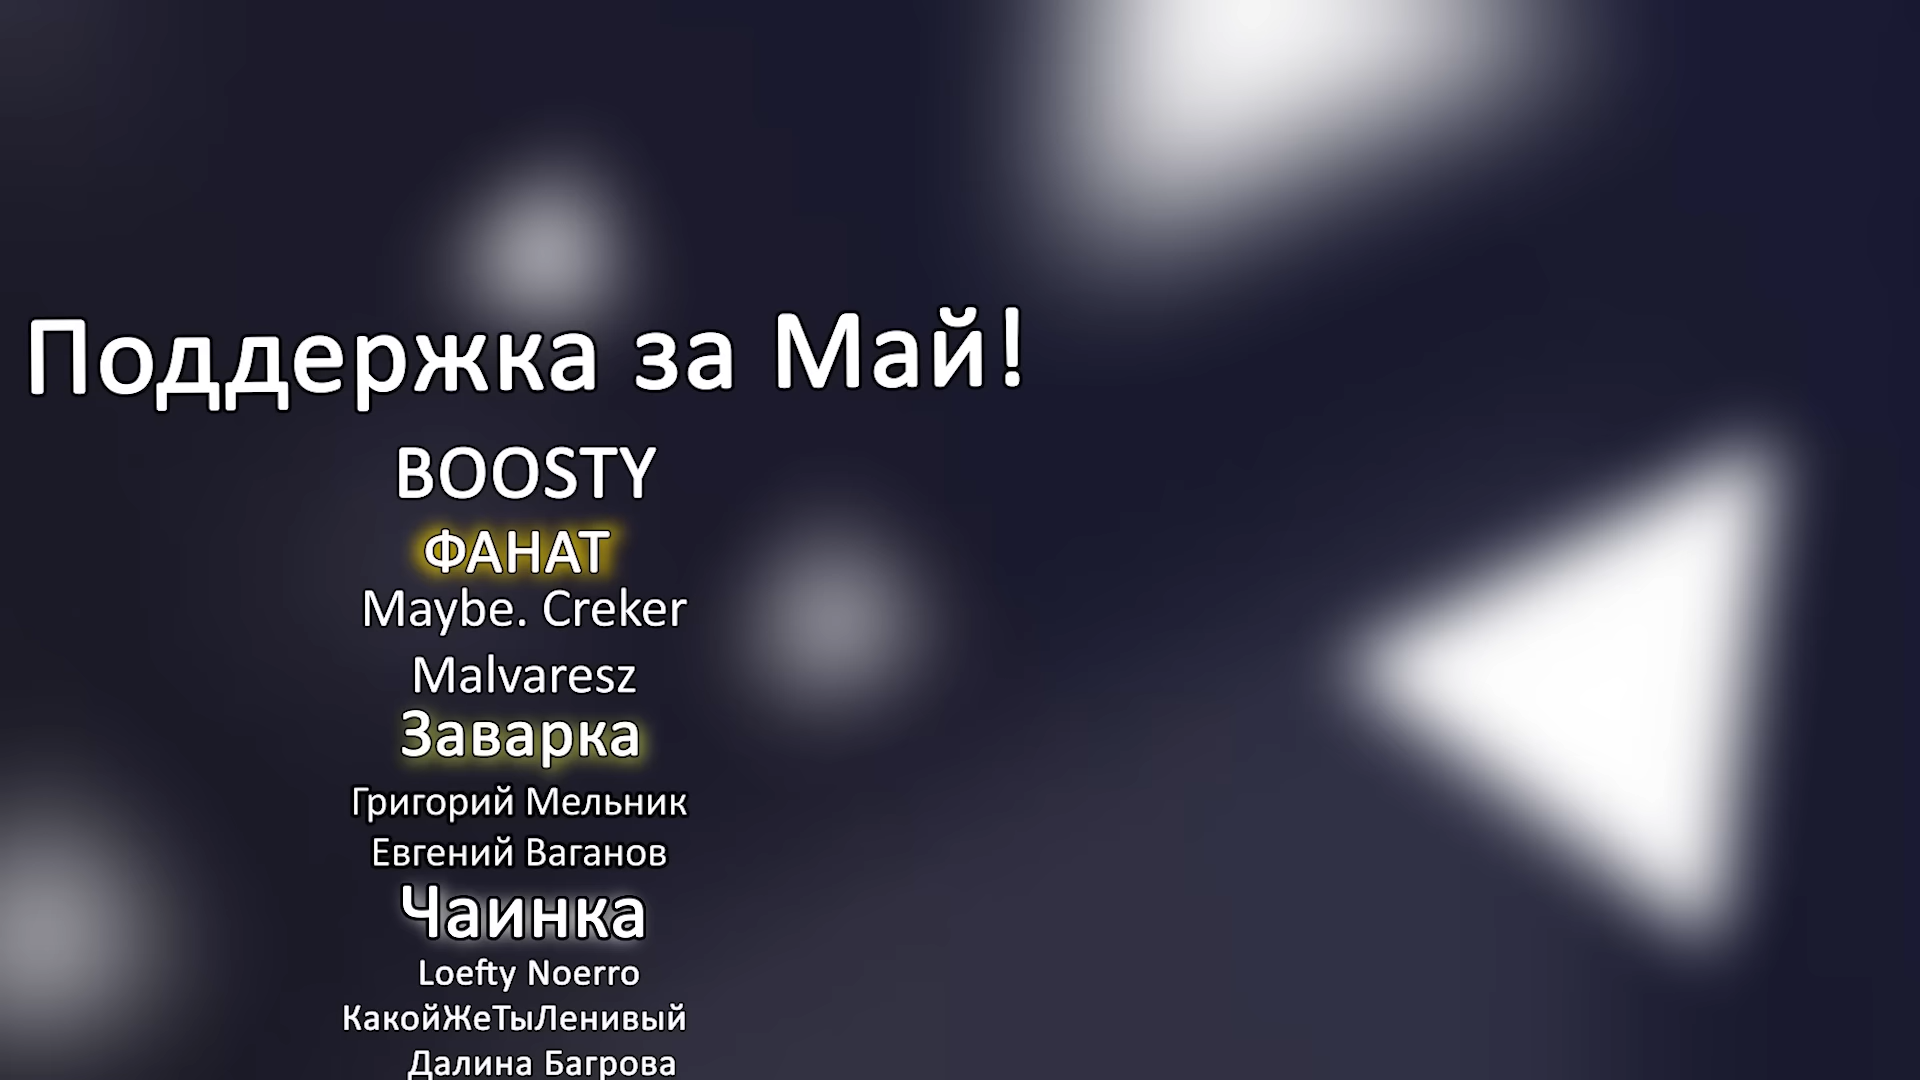 Поддержка за Май!
BOOSTY
ФАНАТ
Maybe. Creker
Malvaresz
Заварка
Григорий Мельник
Евгений Ваганов
Чаинка
Loefty Noerro
КакойЖеТыЛенивый
Далина Багрова